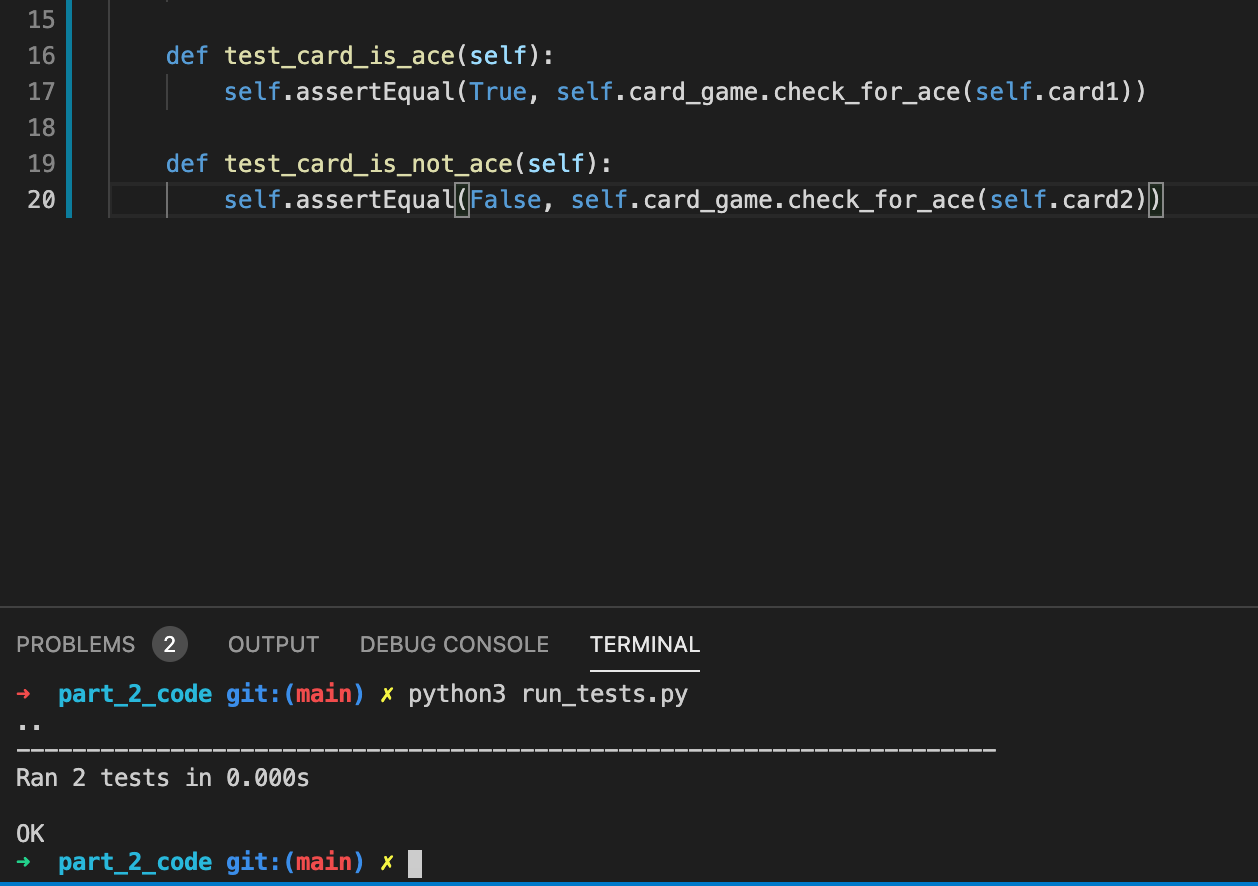 15
16 def test_card_is_ace(self):
17 self.assertEqual(True, self.card_game.check_for_ace(self.card1))
18
19 def test_card_is_not_ace(self):
20 self.assertEqual(False, self.card_game.check_for_ace(self.card2))
PROBLEMS 2 OUTPUT DEBUG CONSOLE TERMINAL
→ part_2_code git:(main) ✗ python3 run_tests.py
..
----------------------------------------------------------------------
Ran 2 tests in 0.000s
OK
→ part_2_code git:(main) ✗